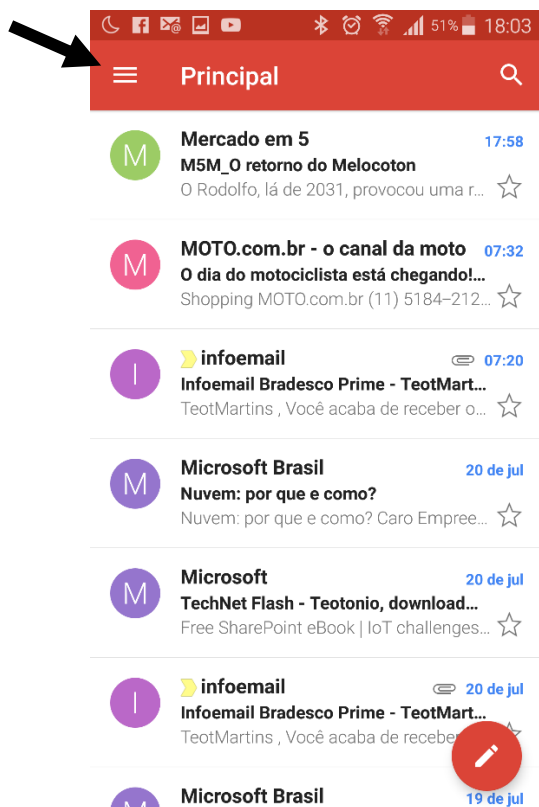 51% 18:03
Principal
M
Mercado em 5 17:58
M5M_O retorno do Melocoton
O Rodolfo, lá de 2031, provocou uma r...
M
MOTO.com.br - o canal da moto 07:32
O dia do motociclista está chegando!...
Shopping MOTO.com.br (11) 5184–212...
I
infoemail 07:20
Infoemail Bradesco Prime - TeotMart...
TeotMartins , Você acaba de receber o...
M
Microsoft Brasil 20 de jul
Nuvem: por que e como?
Nuvem: por que e como? Caro Empree...
M
Microsoft 20 de jul
TechNet Flash - Teotonio, download...
Free SharePoint eBook | IoT challenges...
I
infoemail 20 de jul
Infoemail Bradesco Prime - TeotMart...
TeotMartins , Você acaba de receber
M
Microsoft Brasil 19 de jul